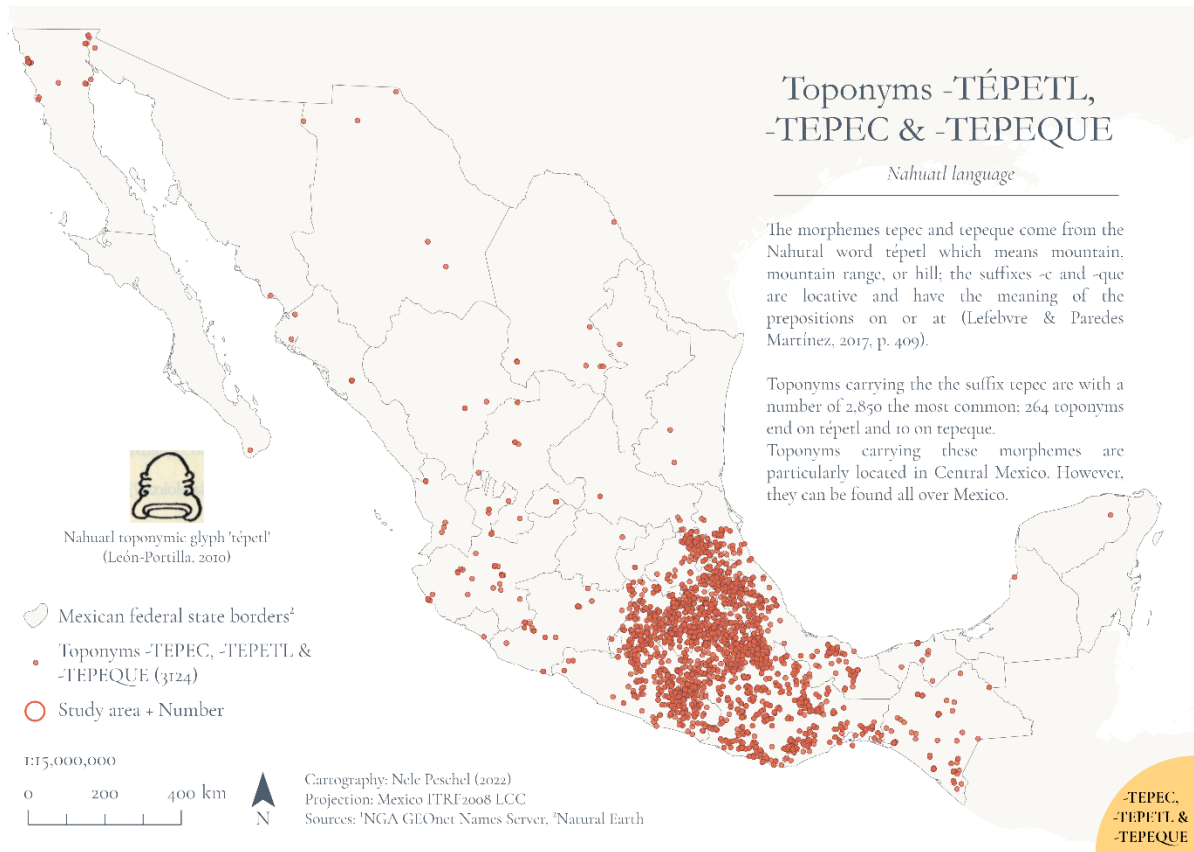 Toponyms -TÉPETL,
-TEPEC & -TEPEQUE
Nahuatl language
The morphemes tepec and tepeque come from the
Nahutal word tépetl which means mountain,
mountain range, or hill; the suffixes -c and -que
are locative and have the meaning of the
prepositions on or at (Lefebvre & Paredes
Martínez, 2017, p. 409).
Toponyms carrying the the suffix tepec are with a
number of 2,850 the most common; 264 toponyms
end on tépetl and 10 on tepeque.
Toponyms carrying these morphemes are
particularly located in Central Mexico. However,
they can be found all over Mexico.
Nahuatl toponymic glyph 'tépetl'
(León-Portilla, 2010)
Mexican federal state borders²
Toponyms -TEPEC, -TEPETL &
-TEPEQUE (3124)
Study area + Number
1:15,000,000
0 200 400 km
N
Cartography: Nele Peschel (2022)
Projection: Mexico ITRF2008 LCC
Sources: ¹NGA GEOnet Names Server, ²Natural Earth
-TEPEC,
-TEPETL &
-TEPEQUE